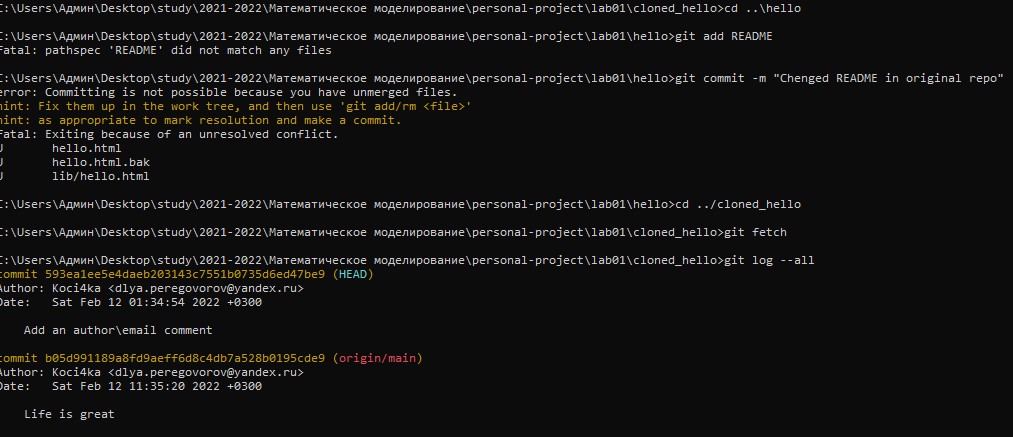 C:\Users\Админ\Desktop\study\2021-2022\Математическое моделирование\personal-project\lab01\cloned_hello>cd ..\hello
C:\Users\Админ\Desktop\study\2021-2022\Математическое моделирование\personal-project\lab01\hello>git add README
fatal: pathspec 'README' did not match any files
C:\Users\Админ\Desktop\study\2021-2022\Математическое моделирование\personal-project\lab01\hello>git commit -m "Chenged README in original repo"
error: Committing is not possible because you have unmerged files.
hint: Fix them up in the work tree, and then use 'git add/rm <file>'
hint: as appropriate to mark resolution and make a commit.
fatal: Exiting because of an unresolved conflict.
U       hello.html
U       hello.html.bak
U       lib/hello.html
C:\Users\Админ\Desktop\study\2021-2022\Математическое моделирование\personal-project\lab01\hello>cd ../cloned_hello
C:\Users\Админ\Desktop\study\2021-2022\Математическое моделирование\personal-project\lab01\cloned_hello>git fetch
C:\Users\Админ\Desktop\study\2021-2022\Математическое моделирование\personal-project\lab01\cloned_hello>git log --all
commit 593ea1ee5e4daeb203143c7551b0735d6ed47be9 (HEAD)
Author: Koci4ka <dlya.peregovorov@yandex.ru>
Date:   Sat Feb 12 01:34:54 2022 +0300
Add an author\email comment
commit b05d991189a8fd9aeff6d8c4db7a528b0195cde9 (origin/main)
Author: Koci4ka <dlya.peregovorov@yandex.ru>
Date:   Sat Feb 12 11:35:20 2022 +0300
Life is great